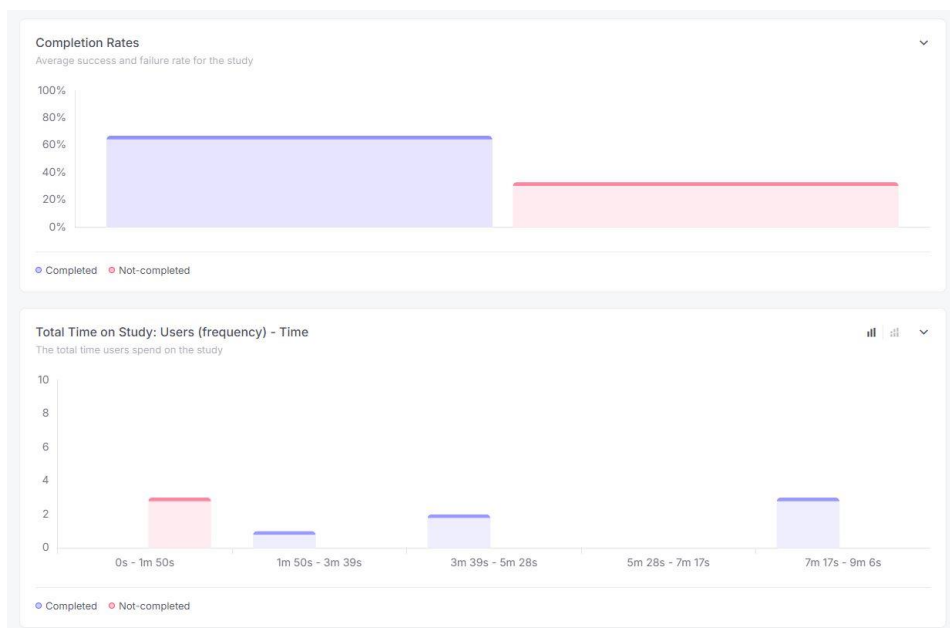 Completion Rates
Average success and failure rate for the study
100%
80%
60%
40%
20%
0%
Completed Not-completed
Total Time on Study: Users (frequency) - Time
The total time users spend on the study
10
8
6
4
2
0
0s - 1m 50s 1m 50s - 3m 39s 3m 39s - 5m 28s 5m 28s - 7m 17s 7m 17s - 9m 6s
Completed Not-completed